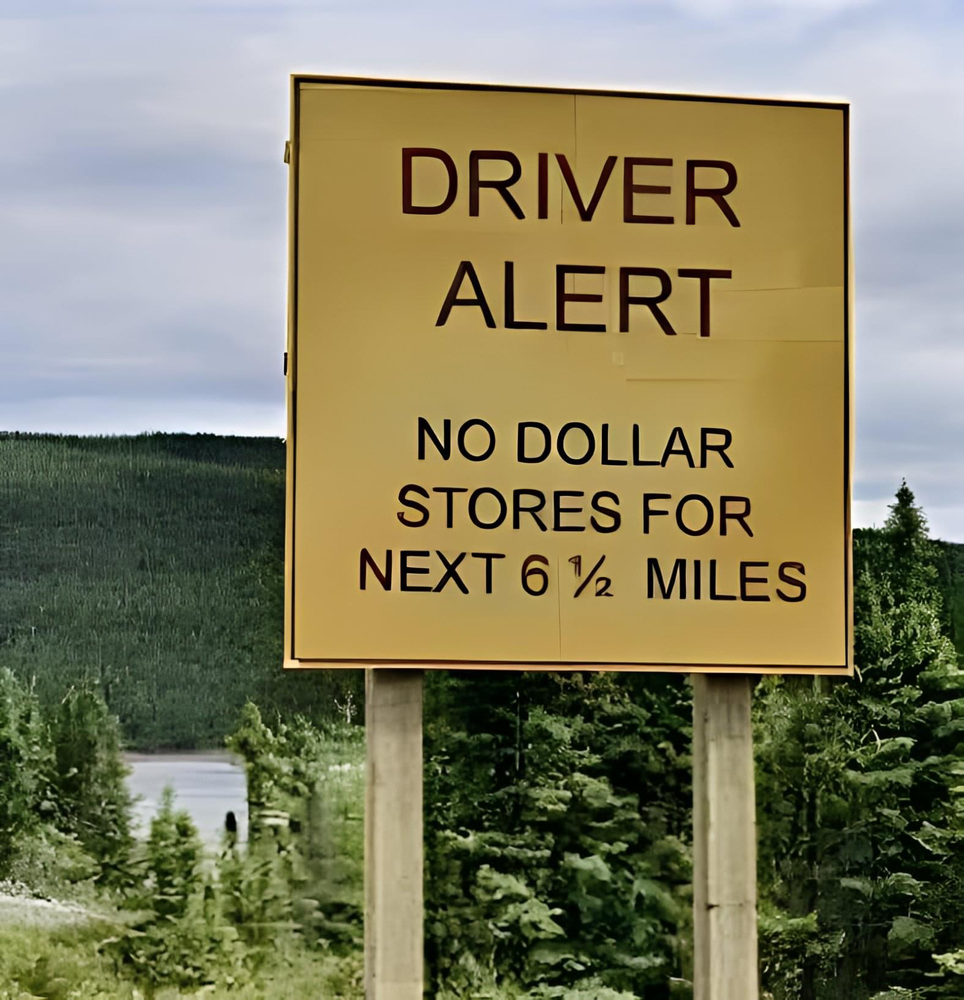 DRIVER
ALERT
NO DOLLAR
STORES FOR
NEXT 6 ½ MILES